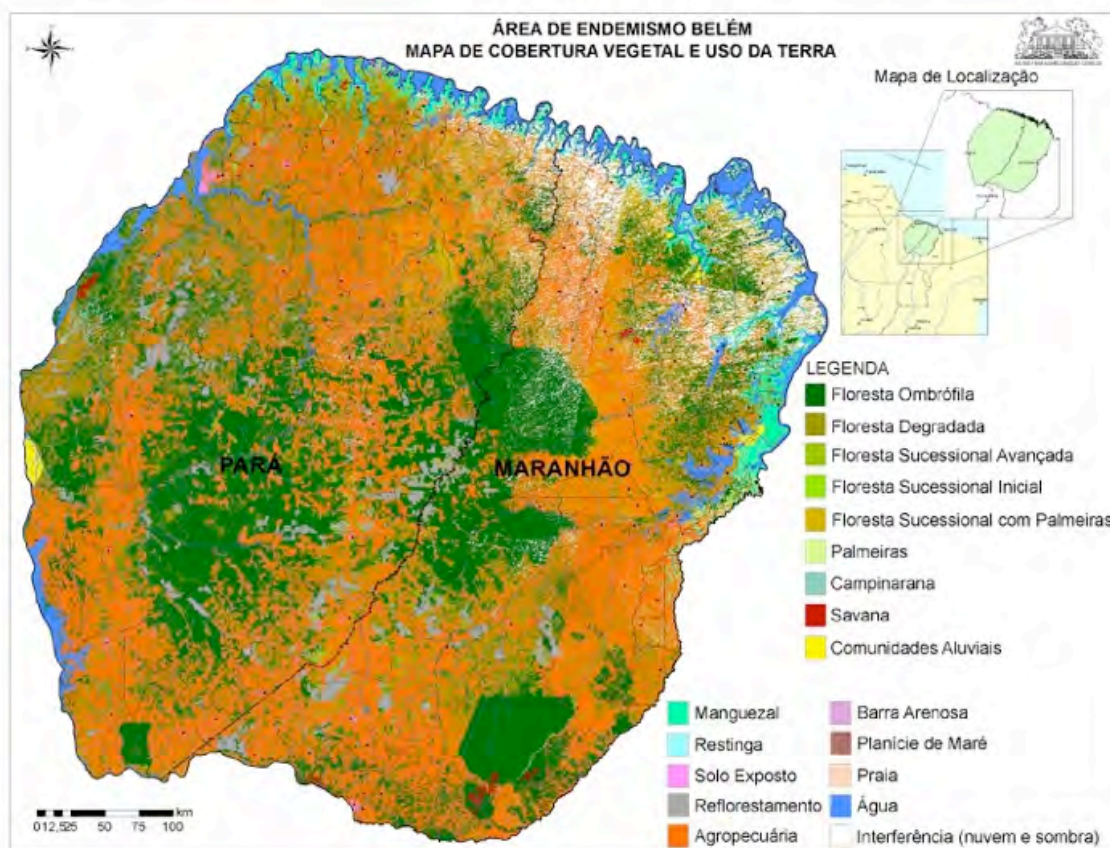 ÁREA DE ENDEMISMO BELÉM
MAPA DE COBERTURA VEGETAL E USO DA TERRA
Mapa de Localização
PARÁ
MARANHÃO
LEGENDA
Floresta Ombrófila
Floresta Degradada
Floresta Sucessional Avançada
Floresta Sucessional Inicial
Floresta Sucessional com Palmeiras
Palmeiras
Campinarana
Savana
Comunidades Aluviais
Manguezal
Restinga
Solo Exposto
Reflorestamento
Agropecuária
Barra Arenosa
Planície de Maré
Praia
Água
Interferência (nuvem e sombra)
km
012,525 50 75 100